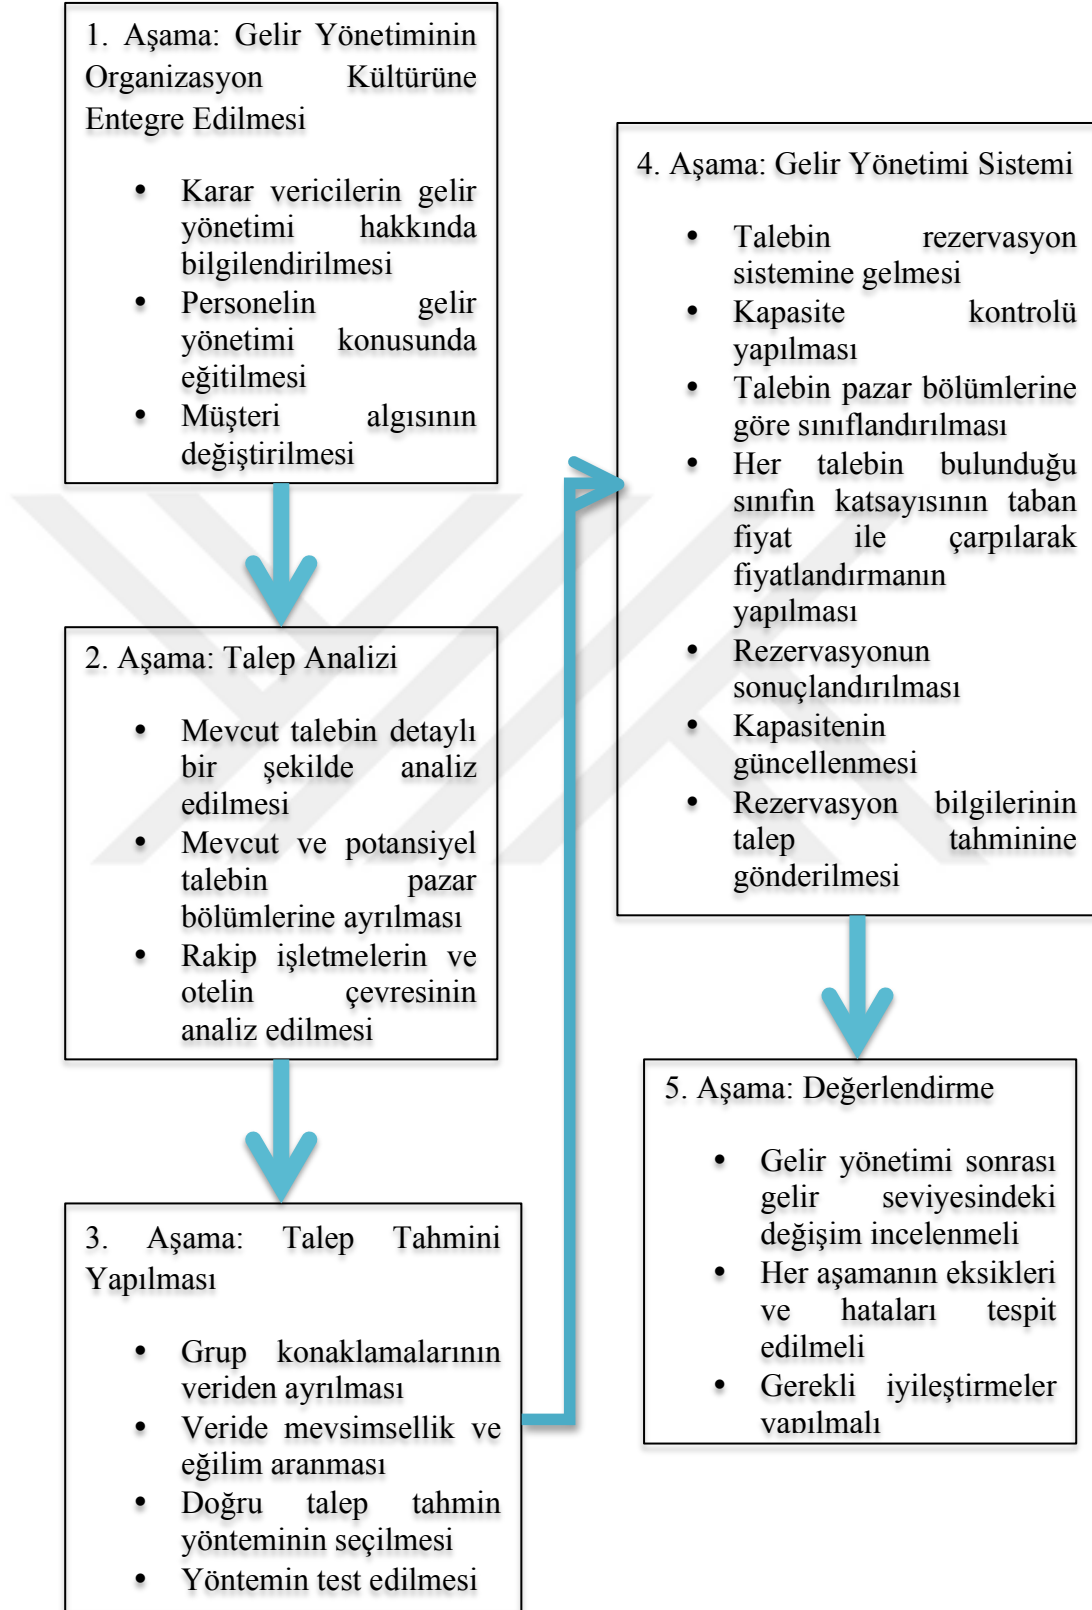 1. Aşama: Gelir Yönetiminin
Organizasyon Kültürüne
Entegre Edilmesi
• Karar vericilerin gelir
yönetimi hakkında
bilgilendirilmesi
• Personelin gelir
yönetimi konusunda
eğitilmesi
• Müşteri algısının
değiştirilmesi
2. Aşama: Talep Analizi
• Mevcut talebin detaylı
bir şekilde analiz
edilmesi
• Mevcut ve potansiyel
talebin pazar
bölümlerine ayrılması
• Rakip işletmelerin ve
otelin çevresinin
analiz edilmesi
3. Aşama: Talep Tahmini
Yapılması
• Grup konaklamalarının
veriden ayrılması
• Veride mevsimsellik ve
eğilim aranması
• Doğru talep tahmin
yönteminin seçilmesi
• Yöntemin test edilmesi
4. Aşama: Gelir Yönetimi Sistemi
• Talebin rezervasyon
sistemine gelmesi
• Kapasite kontrolü
yapılması
• Talebin pazar bölümlerine
göre sınıflandırılması
• Her talebin bulunduğu
sınıfın katsayısının taban
fiyat ile çarpılarak
fiyatlandırmanın
yapılması
• Rezervasyonun
sonuçlandırılması
• Kapasitenin
güncellenmesi
• Rezervasyon bilgilerinin
talep tahminine
gönderilmesi
5. Aşama: Değerlendirme
• Gelir yönetimi sonrası
gelir seviyesindeki
değişim incelenmeli
• Her aşamanın eksikleri
ve hataları tespit
edilmeli
• Gerekli iyileştirmeler
yapılmalı